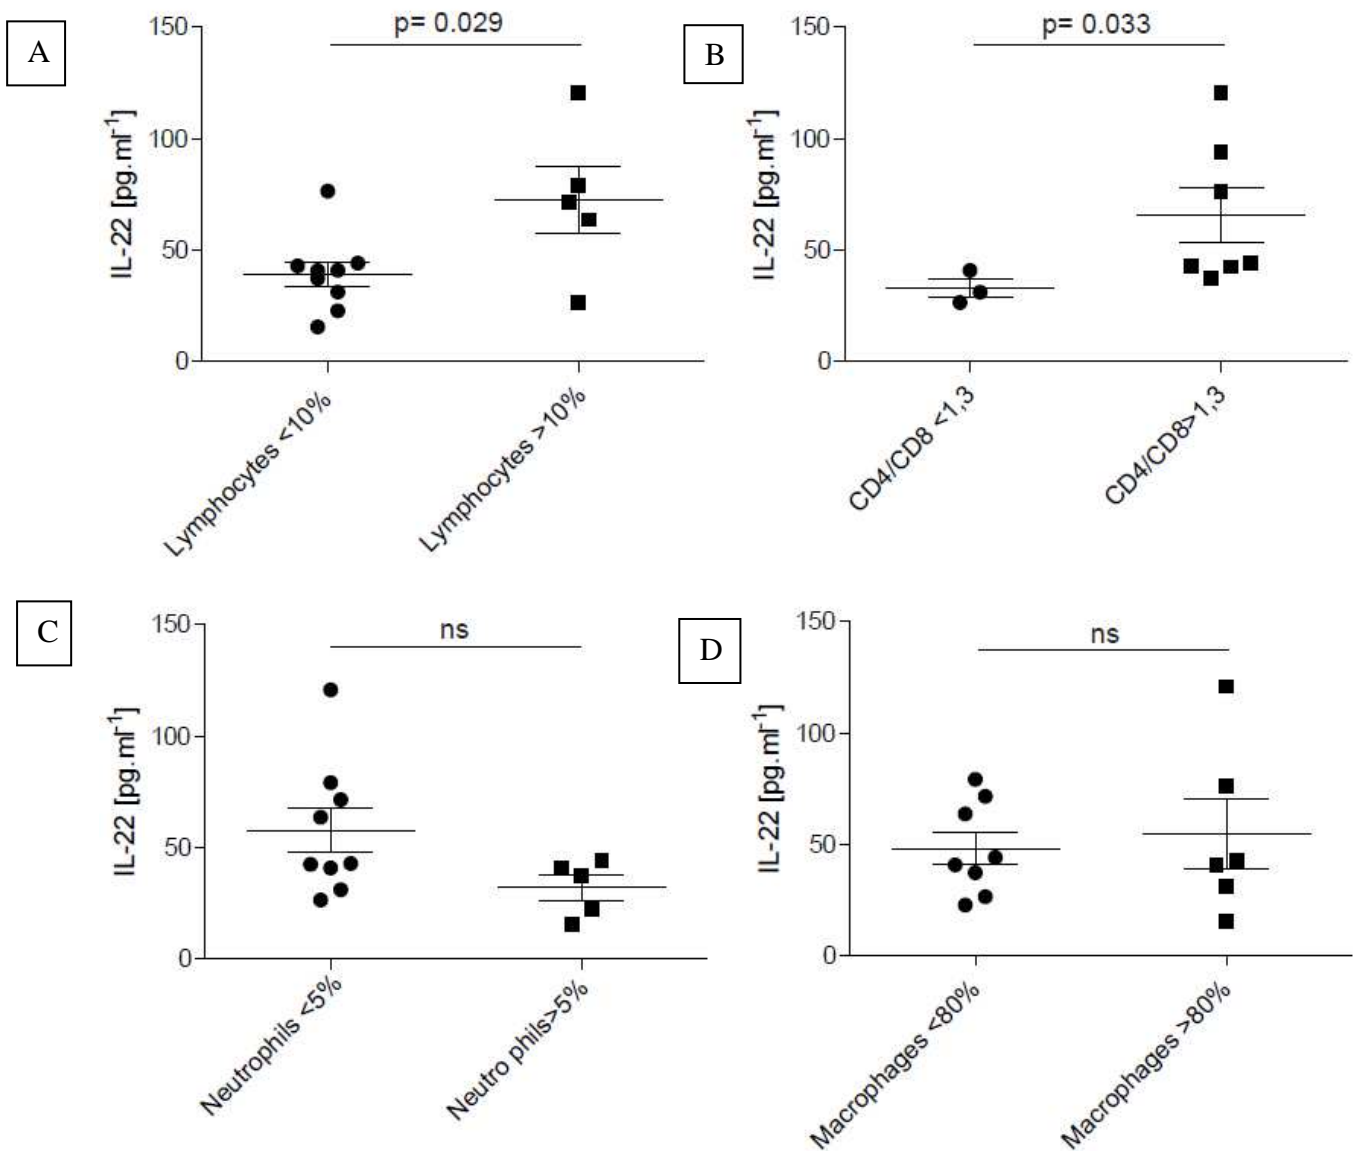 A
p= 0.029
150
100
50
0
IL-22 [pg.ml-1]
Lymphocytes <10%
Lymphocytes >10%
B
p= 0.033
150
100
50
0
IL-22 [pg.ml-1]
CD4/CD8 <1,3
CD4/CD8>1,3
C
ns
150
100
50
0
IL-22 [pg.ml-1]
Neutrophils <5%
Neutro phils>5%
D
ns
150
100
50
0
IL-22 [pg.ml-1]
Macrophages <80%
Macrophages >80%